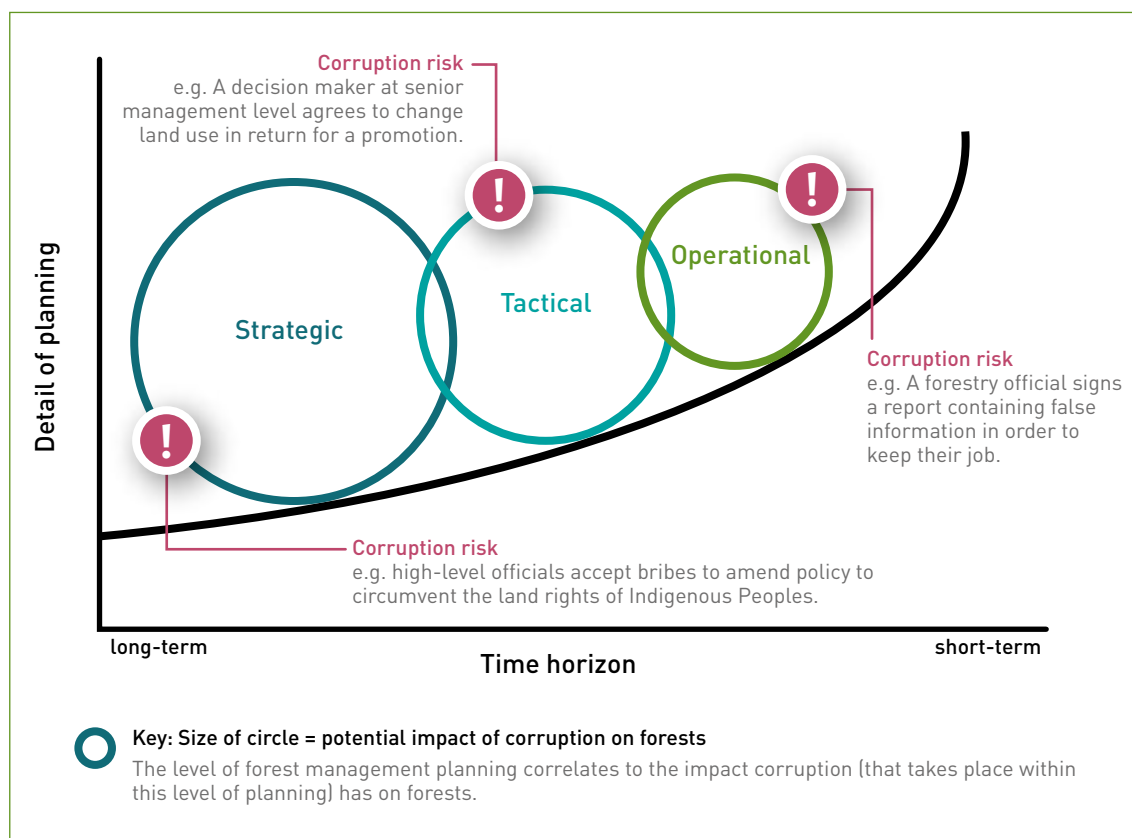 Corruption risk
e.g. A decision maker at senior
management level agrees to change
land use in return for a promotion.
!
!
Operational
Tactical
Strategic
Detail of planning
Corruption risk
e.g. A forestry official signs
a report containing false
information in order to
keep their job.
!
Corruption risk
e.g. high-level officials accept bribes to amend policy to
circumvent the land rights of Indigenous Peoples.
long-term
Time horizon
short-term
Key: Size of circle = potential impact of corruption on forests
The level of forest management planning correlates to the impact corruption (that takes place within
this level of planning) has on forests.